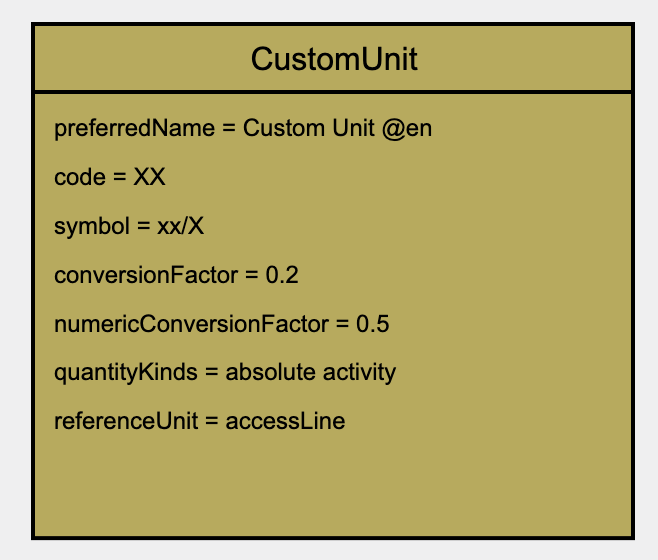 CustomUnit
preferredName = Custom Unit @en
code = XX
symbol = xx/X
conversionFactor = 0.2
numericConversionFactor = 0.5
quantityKinds = absolute activity
referenceUnit = accessLine